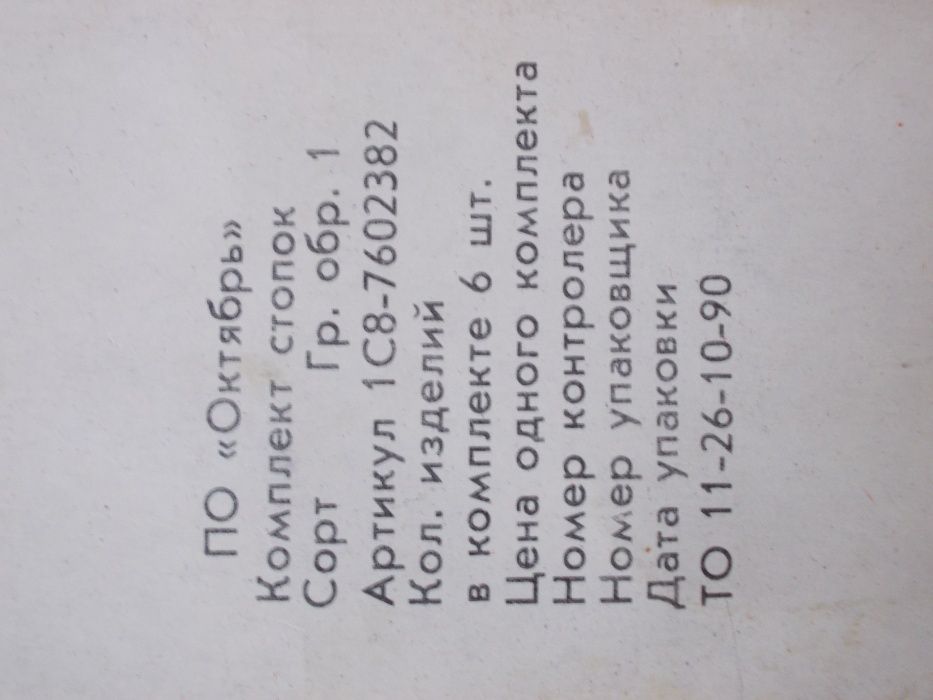 ПО «Октябрь»
Комплект стопок
Сорт Гр. обр. 1
Артикул 1С8-7602382
Кол. изделий
в комплекте 6 шт.
Цена одного комплекта
Номер контролера
Номер упаковщика
Дата упаковки
ТО 11-26-10-90